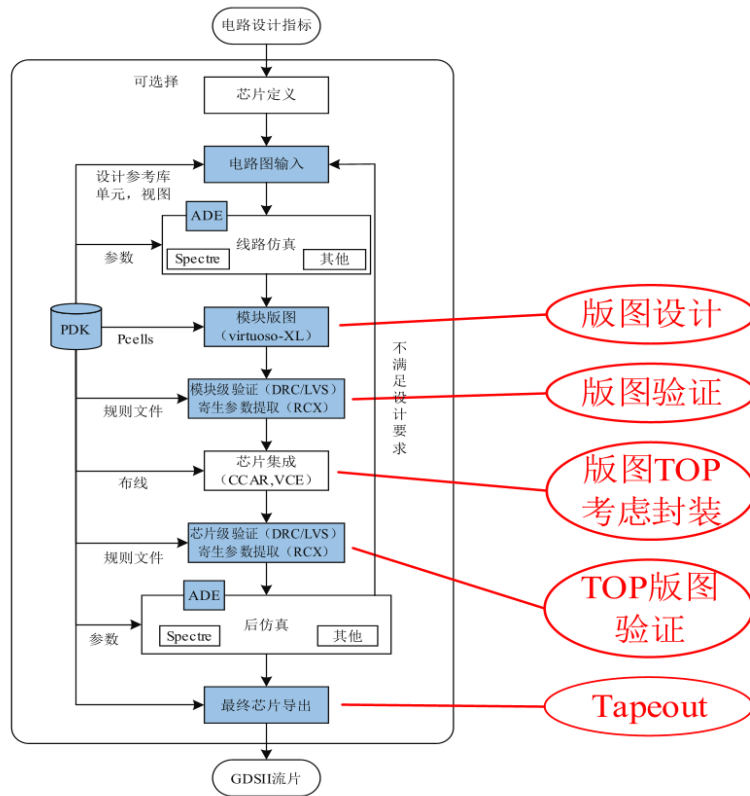 电路设计指标
可选择
芯片定义
设计参考库
单元，视图
电路图输入
ADE
线路仿真
参数
Spectre
其他
PDK
Pcells
模块版图
（virtuoso-XL）
版图设计
不满足设计要求
规则文件
模块级验证（DRC/LVS）
寄生参数提取（RCX）
版图验证
布线
芯片集成
（CCAR,VCE）
版图TOP
考虑封装
规则文件
芯片级验证（DRC/LVS）
寄生参数提取（RCX）
TOP版图
验证
ADE
后仿真
参数
Spectre
其他
最终芯片导出
Tapeout
GDSII流片